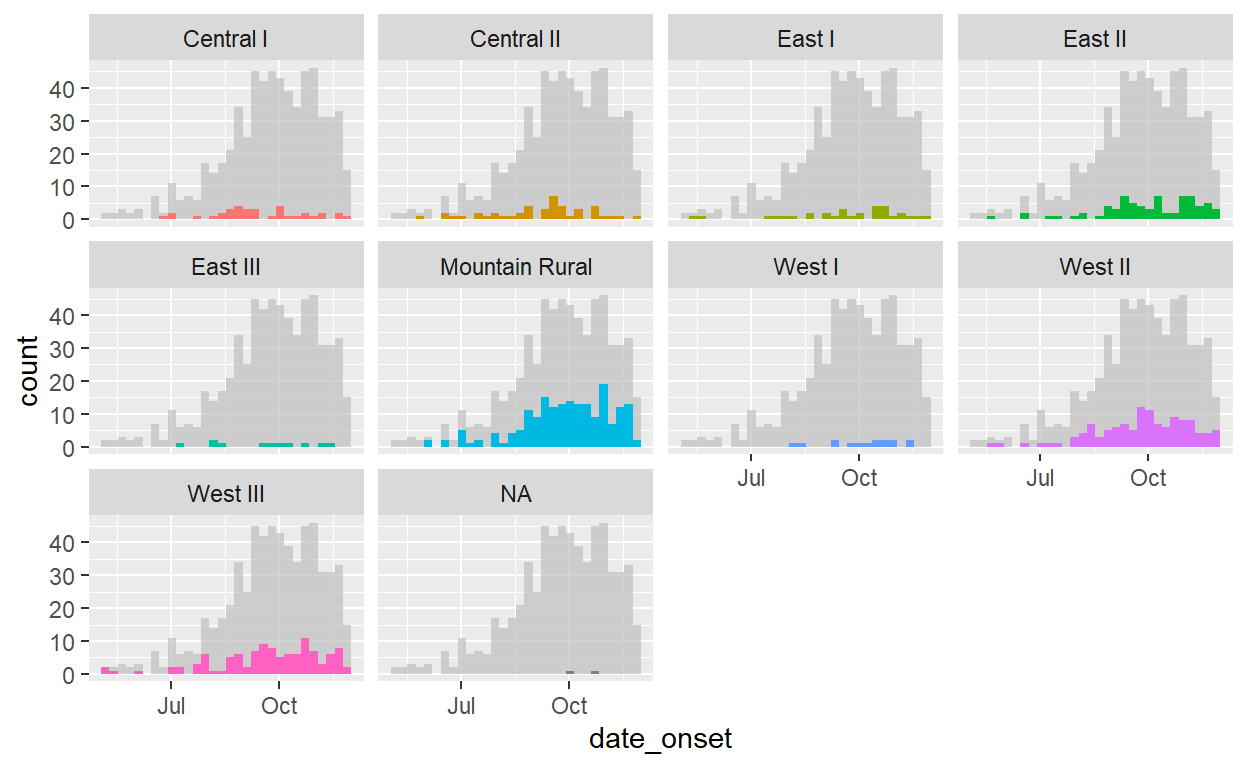 Central I
Central II
East I
East II
40
30
20
10
0
East III
Mountain Rural
West I
West II
40
30
20
10
0
Jul
Oct
Jul
Oct
West III
NA
40
30
20
10
0
Jul
Oct
Jul
Oct
count
date_onset